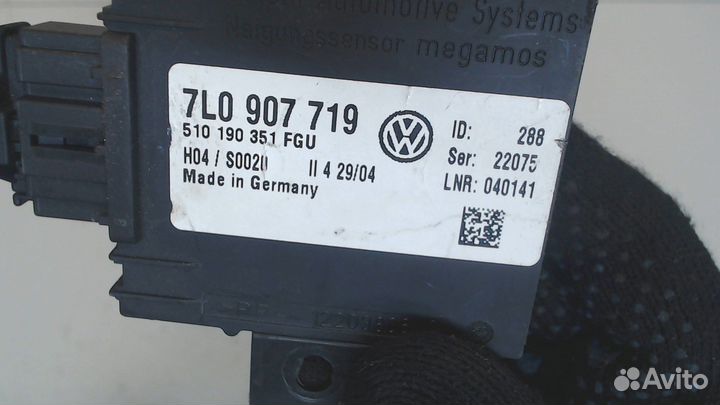 Automotive Systems
Neigungssensor megamos
7L0 907 719
510 190 351 FGU
H04 / S0020 II 4 29/04
Made in Germany
ID: 288
Ser: 22075
LNR: 040141
Avito